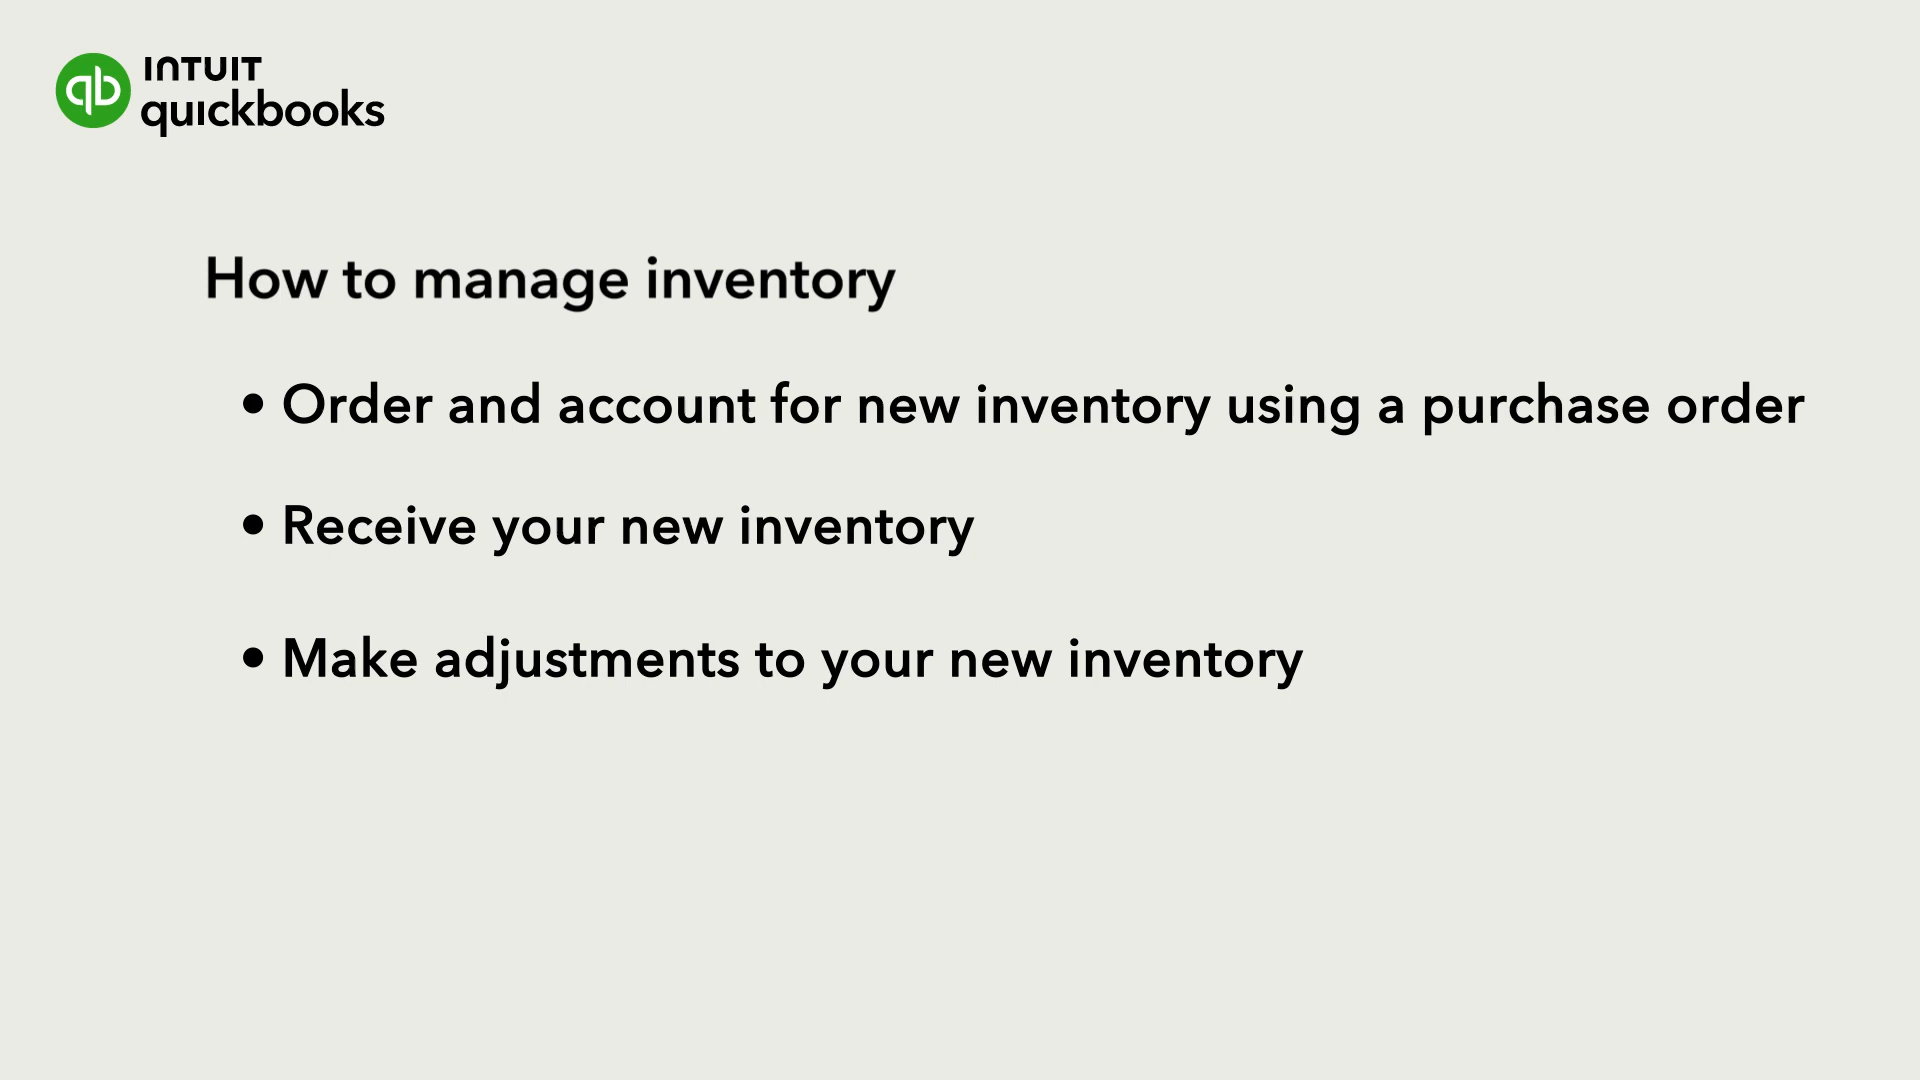 qb
INTUIT
quickbooks
How to manage inventory
• Order and account for new inventory using a purchase order
• Receive your new inventory
• Make adjustments to your new inventory